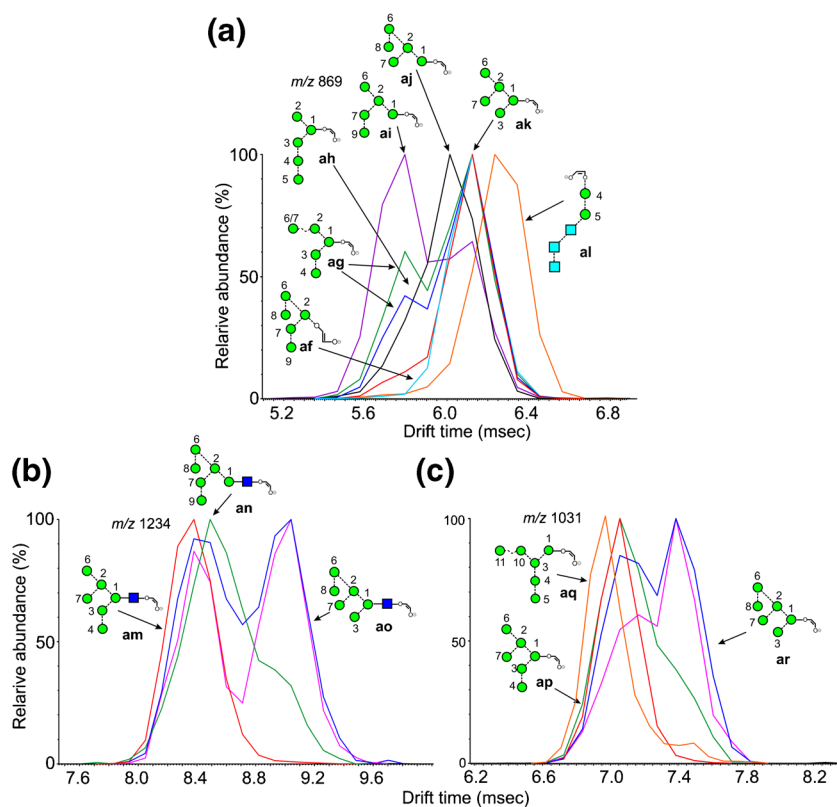 (a)
m/z 869
6
8
2
7
1
aj
6
2
1
7
9
ai
6
2
1
7
3
ak
2
1
3
4
5
ah
4
5
al
6/7
2
1
3
4
ag
6
2
8
7
9
af
100
50
0
Relarive abundance (%)
5.2 5.6 6.0 6.4 6.8
Drift time (msec)
(b)
m/z 1234
6
2
1
8
7
9
an
6
2
1
7
3
4
am
6
8
2
1
7
3
ao
100
50
0
Relarive abundance (%)
7.6 8.0 8.4 8.8 9.2 9.6
(c)
m/z 1031
1
11 10 3
4
5
aq
6
2
1
7
3
4
ap
6
2
8
1
7
3
ar
100
50
0
6.2 6.6 7.0 7.4 7.8 8.2
Drift time (msec)